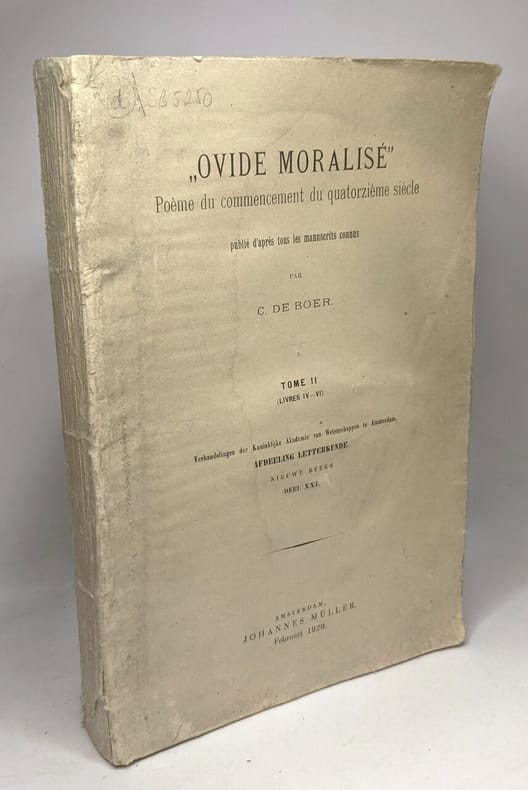 SB5280
„OVIDE MORALISÉ”
Poème du commencement du quatorzième siècle
publié d'après tous les manuscrits connus
PAR
C. DE BOER.
TOME II
(LIVRES IV—VI)
Verhandelingen der Koninklijke Akademie van Wetenschappen te Amsterdam,
AFDEELING LETTERKUNDE
NIEUWE REEKS
DEEL XXI.
AMSTERDAM,
JOHANNES MÜLLER.
Februari 1920.